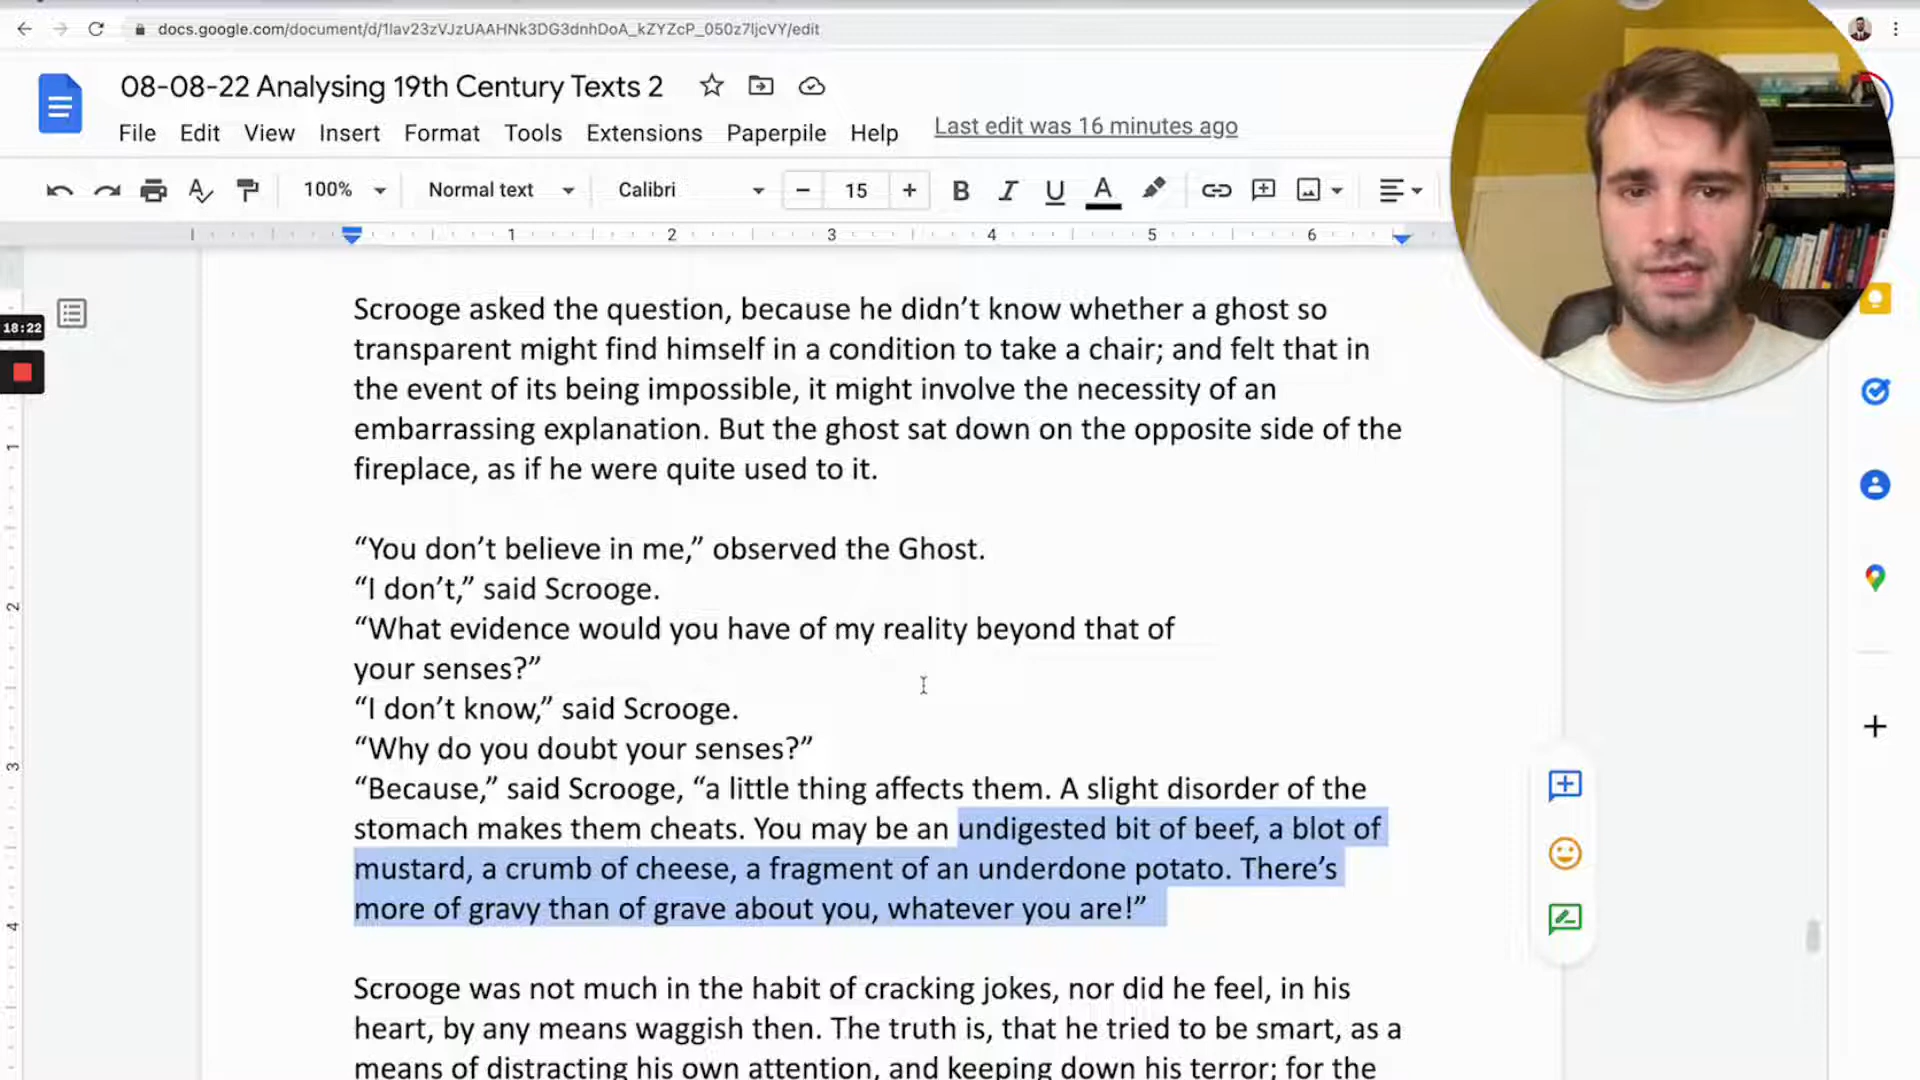 docs.google.com/document/d/1lav23zVJzUAAHNk3DG3dnhDoA_kZYZcP_050z7ljcVY/edit
08-08-22 Analysing 19th Century Texts 2
File Edit View Insert Format Tools Extensions Paperpile Help Last edit was 16 minutes ago
100% Normal text Calibri − 15 + B I U A
1 2 3 4 5 6
18:22
Scrooge asked the question, because he didn’t know whether a ghost so
transparent might find himself in a condition to take a chair; and felt that in
the event of its being impossible, it might involve the necessity of an
embarrassing explanation. But the ghost sat down on the opposite side of the
fireplace, as if he were quite used to it.
“You don’t believe in me,” observed the Ghost.
“I don’t,” said Scrooge.
“What evidence would you have of my reality beyond that of
your senses?”
“I don’t know,” said Scrooge.
“Why do you doubt your senses?”
“Because,” said Scrooge, “a little thing affects them. A slight disorder of the
stomach makes them cheats. You may be an undigested bit of beef, a blot of
mustard, a crumb of cheese, a fragment of an underdone potato. There’s
more of gravy than of grave about you, whatever you are!”
Scrooge was not much in the habit of cracking jokes, nor did he feel, in his
heart, by any means waggish then. The truth is, that he tried to be smart, as a
means of distracting his own attention, and keeping down his terror; for the
1
2
3
4